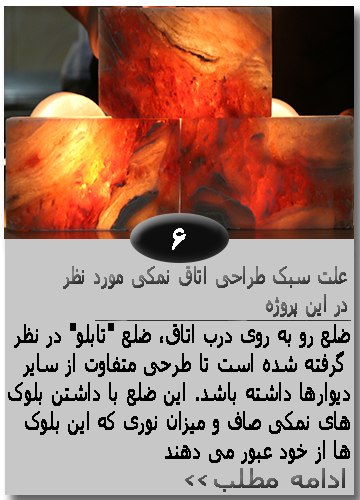 ۶
علت سبک طراحی اتاق نمکی مورد نظر
در این پروژه
ضلع رو به روی درب اتاق، ضلع "تابلو" در نظر
گرفته شده است تا طرحی متفاوت از سایر
دیوارها داشته باشد. این ضلع با داشتن بلوک
های نمکی صاف و میزان نوری که این بلوک
ها از خود عبور می دهند
ادامه مطلب>>